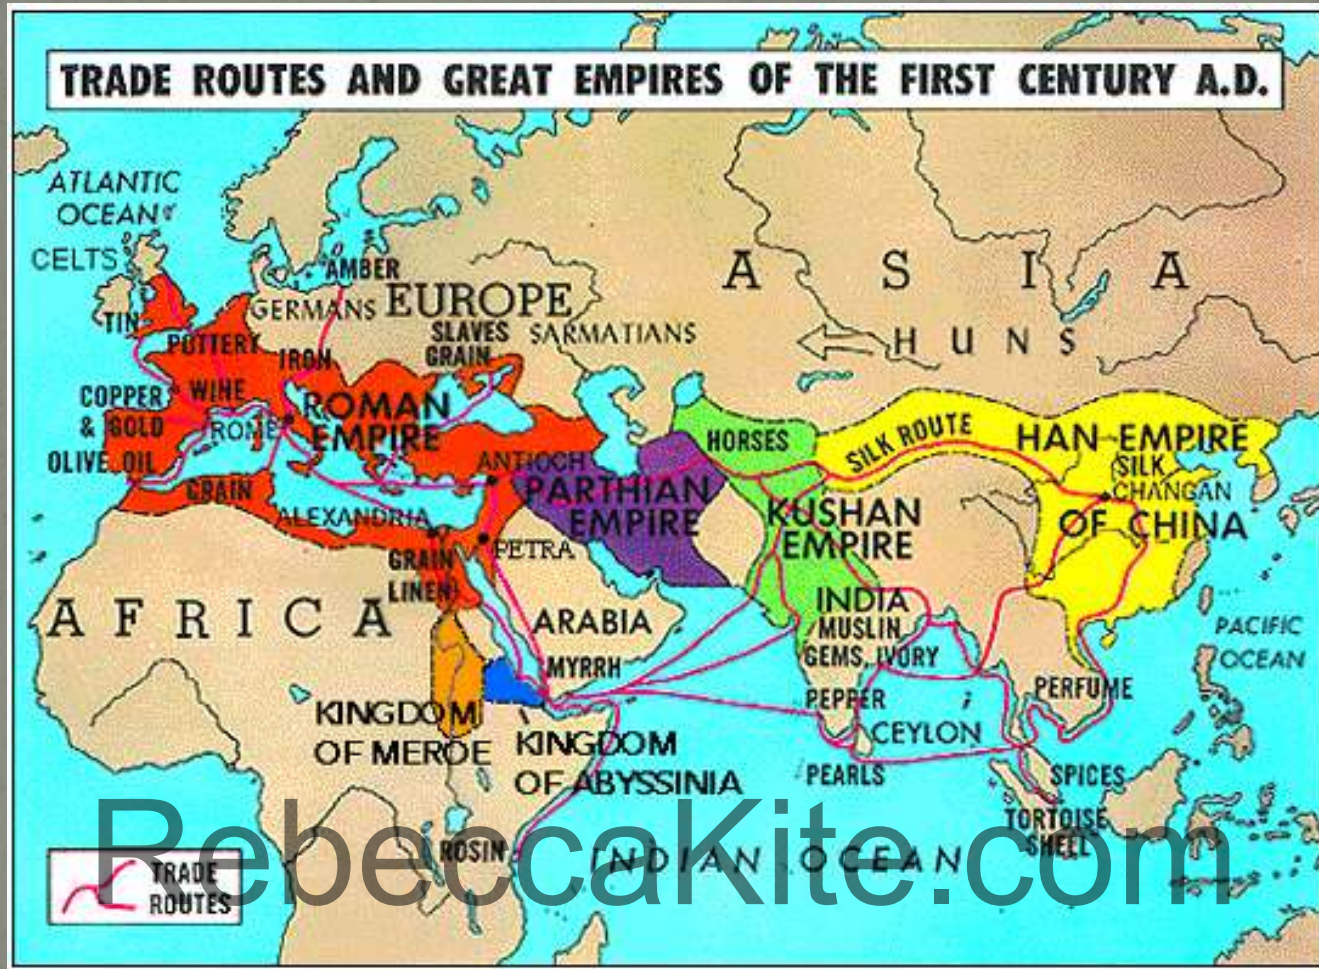 TRADE ROUTES AND GREAT EMPIRES OF THE FIRST CENTURY A.D.
ATLANTIC
OCEAN
CELTS
AMBER
GERMANS
EUROPE
ASIA
TIN
SLAVES
GRAIN
SARMATIANS
HUNS
POTTERY
IRON
COPPER
& GOLD
WINE
ROMAN
EMPIRE
ROME
OLIVE OIL
GRAIN
HORSES
SILK ROUTE
HAN EMPIRE
OF CHINA
SILK
CHANGAN
ANTIOCH
PARTHIAN
EMPIRE
KUSHAN
EMPIRE
ALEXANDRIA
PETRA
GRAIN
LINEN
AFRICA
ARABIA
INDIA
MUSLIN
GEMS, IVORY
PACIFIC
OCEAN
MYRRH
PEPPER
PERFUME
KINGDOM
OF MEROE
KINGDOM
OF ABYSSINIA
CEYLON
PEARLS
SPICES
TORTOISE
SHELL
ROSIN
INDIAN OCEAN
TRADE
ROUTES
RebeccaKite.com